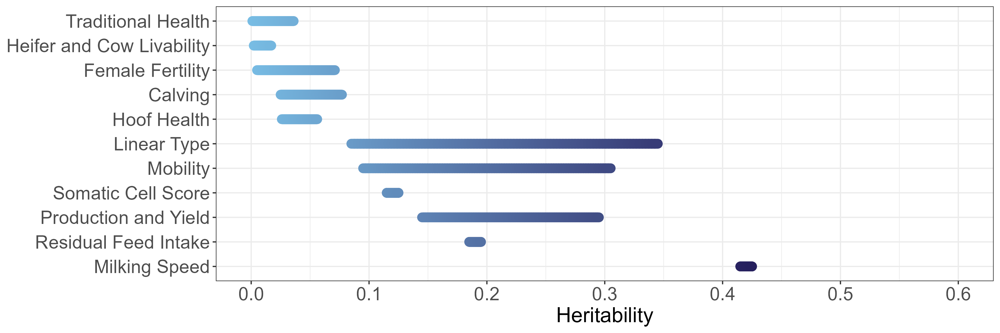 Traditional Health
Heifer and Cow Livability
Female Fertility
Calving
Hoof Health
Linear Type
Mobility
Somatic Cell Score
Production and Yield
Residual Feed Intake
Milking Speed
0.0 0.1 0.2 0.3 0.4 0.5 0.6
Heritability